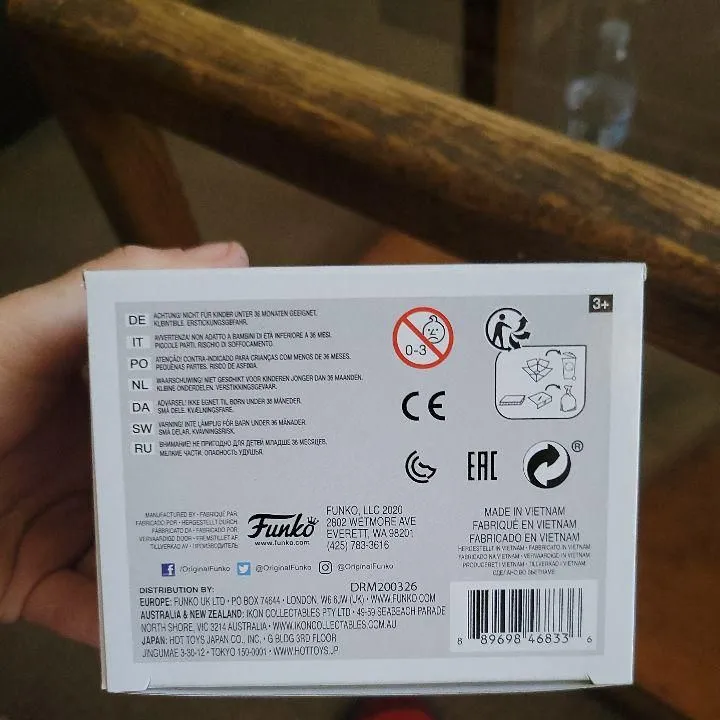 3+
DE ACHTUNG! NICHT FÜR KINDER UNTER 36 MONATEN GEEIGNET.
KLEINTEILE. ERSTICKUNGSGEFAHR.
IT AVVERTENZA! NON ADATTO A BAMBINI DI ETÀ INFERIORE A 36 MESI.
PICCOLE PARTI. RISCHIO DI SOFFOCAMENTO.
PO ATENÇÃO! CONTRA-INDICADO PARA CRIANÇAS COM MENOS DE 36 MESES.
PEQUENAS PARTES. RISCO DE ASFIXIA.
NL WAARSCHUWING! NIET GESCHIKT VOOR KINDEREN JONGER DAN 36 MAANDEN.
KLEINE ONDERDELEN. VERSTIKKINGSGEVAAR.
DA ADVARSEL! IKKE EGNET TIL BØRN UNDER 36 MÅNEDER.
SMÅ DELE. KVÆLNINGSFARE.
SW VARNING! INTE LÄMPLIG FÖR BARN UNDER 36 MÅNADER.
SMÅ DELAR. KVÄVNINGSRISK.
RU ВНИМАНИЕ! НЕ ПРИГОДНО ДЛЯ ДЕТЕЙ МЛАДШЕ 36 МЕСЯЦЕВ.
МЕЛКИЕ ЧАСТИ. ОПАСНОСТЬ УДУШЬЯ.
0-3
CE
EAC
®
MANUFACTURED BY • FABRIQUÉ PAR
FABRICADO POR • HERGESTELLT DURCH
FABBRICATO DA • FABRICADO POR
VERVAARDIGD DOOR • FREMSTILLET AF
TILLVERKAD AV • ПРОИЗВОДИТЕЛЬ
Funko
www.funko.com
FUNKO, LLC 2020
2802 WETMORE AVE
EVERETT, WA 98201
(425) 783-3616
MADE IN VIETNAM
FABRIQUÉ EN VIETNAM
FABRICADO EN VIETNAM
HERGESTELLT IN VIETNAM • FABBRICATO IN VIETNAM
FABRICADO NA VIETNAM • VERVAARDIGD IN VIETNAM
PRODUCERET I VIETNAM • TILLVERKAD I VIETNAM
СДЕЛАНО ВО ВЬЕТНАМЕ
/OriginalFunko @OriginalFunko @OriginalFunko
DRM200326
DISTRIBUTION BY:
EUROPE: FUNKO UK LTD • PO BOX 74644 • LONDON, W6 6JW (UK) • WWW.FUNKO.COM
AUSTRALIA & NEW ZEALAND: IKON COLLECTABLES PTY LTD • 49-59 SEABEACH PARADE
NORTH SHORE, VIC 3214 AUSTRALIA • WWW.IKONCOLLECTABLES.COM.AU
JAPAN: HOT TOYS JAPAN CO., INC. • G BLDG 3RD FLOOR
JINGUMAE 3-30-12 • TOKYO 150-0001 • WWW.HOTTOYS.JP
8 89698 46833 6